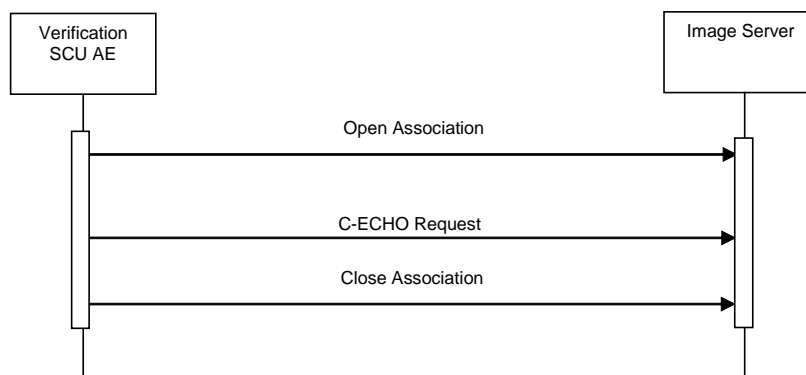 Verification
SCU AE
Image Server
Open Association
C-ECHO Request
Close Association